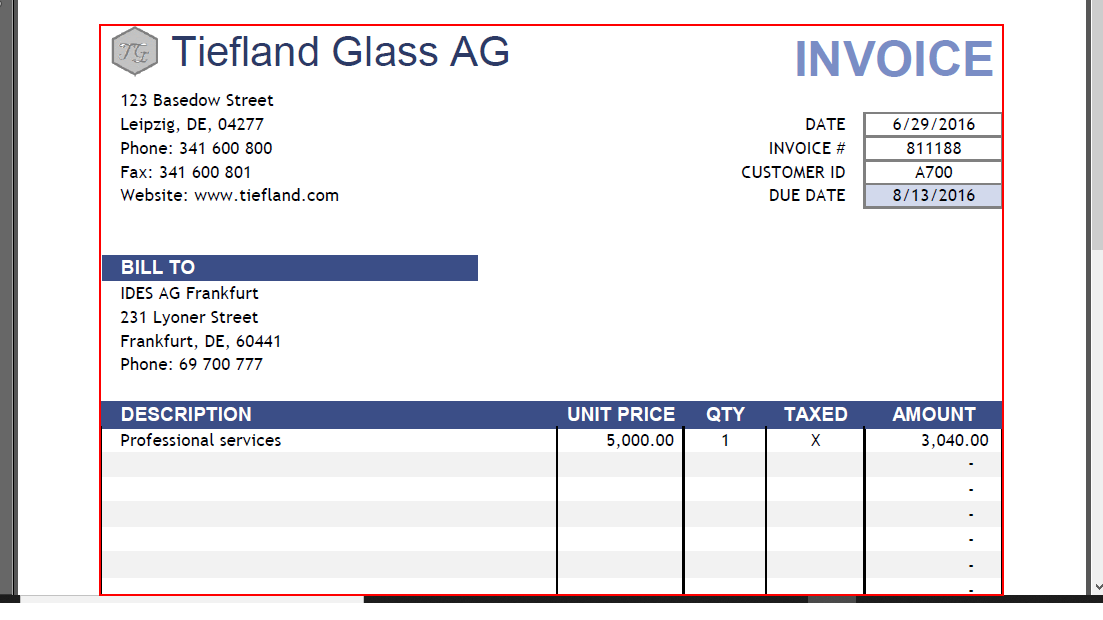 TG Tiefland Glass AG
INVOICE
123 Basedow Street
Leipzig, DE, 04277
Phone: 341 600 800
Fax: 341 600 801
Website: www.tiefland.com
DATE 6/29/2016
INVOICE # 811188
CUSTOMER ID A700
DUE DATE 8/13/2016
BILL TO
IDES AG Frankfurt
231 Lyoner Street
Frankfurt, DE, 60441
Phone: 69 700 777
DESCRIPTION UNIT PRICE QTY TAXED AMOUNT
Professional services 5,000.00 1 X 3,040.00
-
-
-
-
-
-